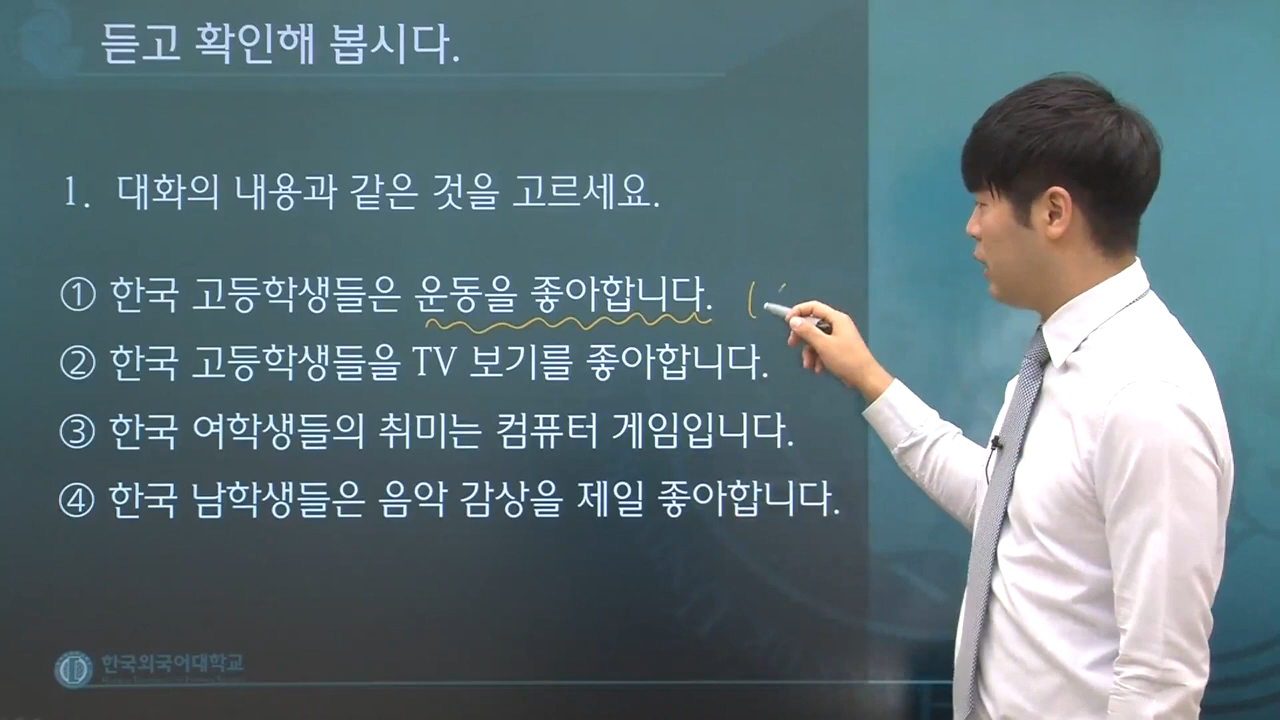 듣고 확인해 봅시다.
1. 대화의 내용과 같은 것을 고르세요.
① 한국 고등학생들은 운동을 좋아합니다.
② 한국 고등학생들을 TV 보기를 좋아합니다.
③ 한국 여학생들의 취미는 컴퓨터 게임입니다.
④ 한국 남학생들은 음악 감상을 제일 좋아합니다.
한국외국어대학교